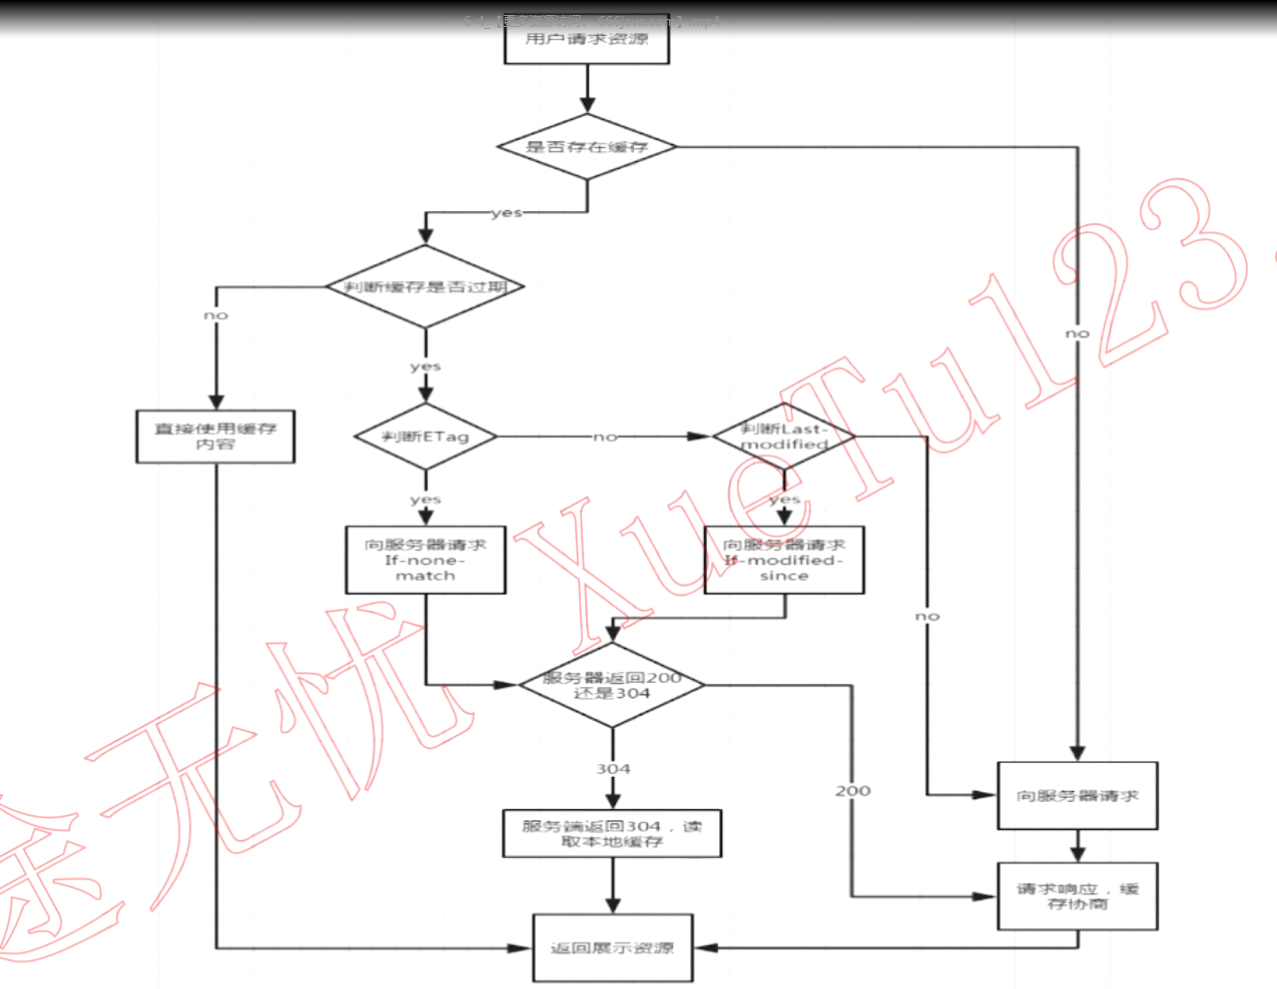 用户请求资源
是否存在缓存
yes
判断缓存是否过期
no
no
yes
直接使用缓存
内容
判断ETag
no
判断Last-
modified
yes
yes
向服务器请求
If-none-
match
向服务器请求
If-modified-
since
no
服务器返回200
还是304
304
200
向服务器请求
服务端返回304，读
取本地缓存
请求响应，缓
存协商
返回展示资源
途无忧 XueTu123.